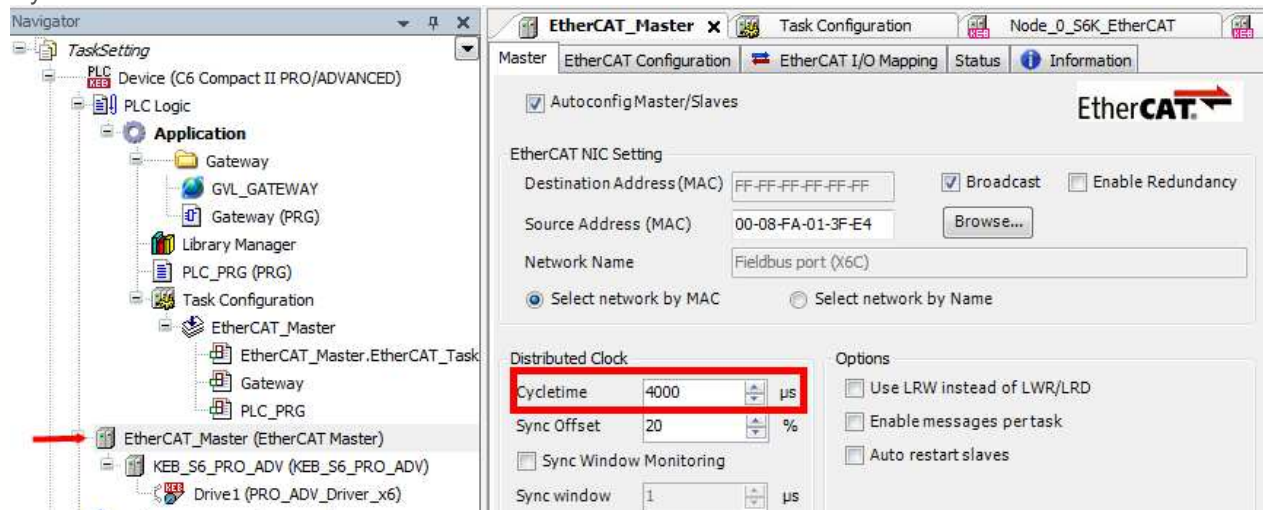 Navigator
TaskSetting
PLC KEB Device (C6 Compact II PRO/ADVANCED)
PLC Logic
Application
Gateway
GVL_GATEWAY
Gateway (PRG)
Library Manager
PLC_PRG (PRG)
Task Configuration
EtherCAT_Master
EtherCAT_Master.EtherCAT_Task
Gateway
PLC_PRG
EtherCAT_Master (EtherCAT Master)
KEB_S6_PRO_ADV (KEB_S6_PRO_ADV)
KEB Drive1 (PRO_ADV_Driver_x6)
EtherCAT_Master X Task Configuration KEB Node_0_S6K_EtherCAT KEB
Master EtherCAT Configuration EtherCAT I/O Mapping Status Information
Autoconfig Master/Slaves
EtherCAT.
EtherCAT NIC Setting
Destination Address (MAC) FF-FF-FF-FF-FF-FF Broadcast Enable Redundancy
Source Address (MAC) 00-08-FA-01-3F-E4 Browse...
Network Name Fieldbus port (X6C)
Select network by MAC Select network by Name
Distributed Clock Options
Cycletime 4000 µs Use LRW instead of LWR/LRD
Sync Offset 20 % Enable messages per task
Sync Window Monitoring Auto restart slaves
Sync window 1 µs